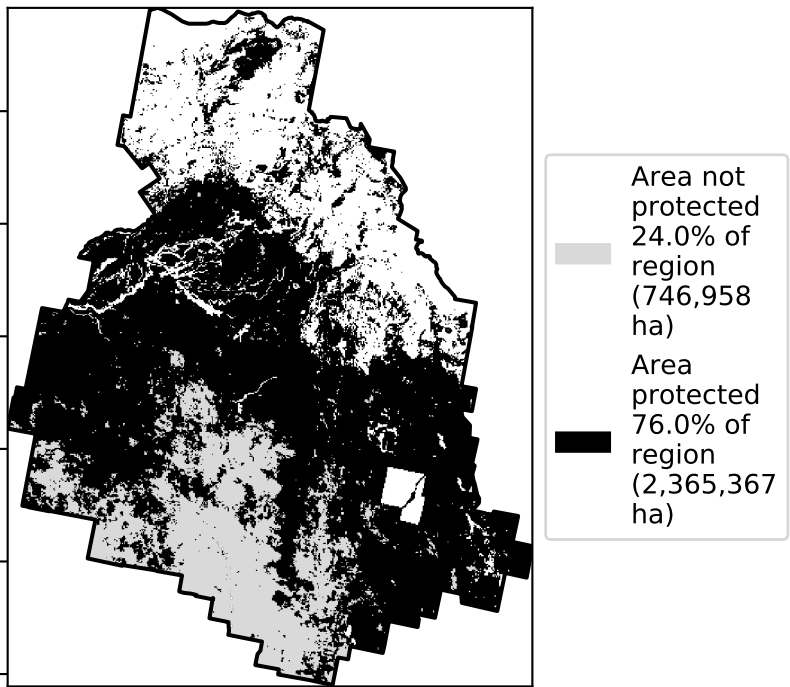 Area not
protected
24.0% of
region
(746,958
ha)
Area
protected
76.0% of
region
(2,365,367
ha)